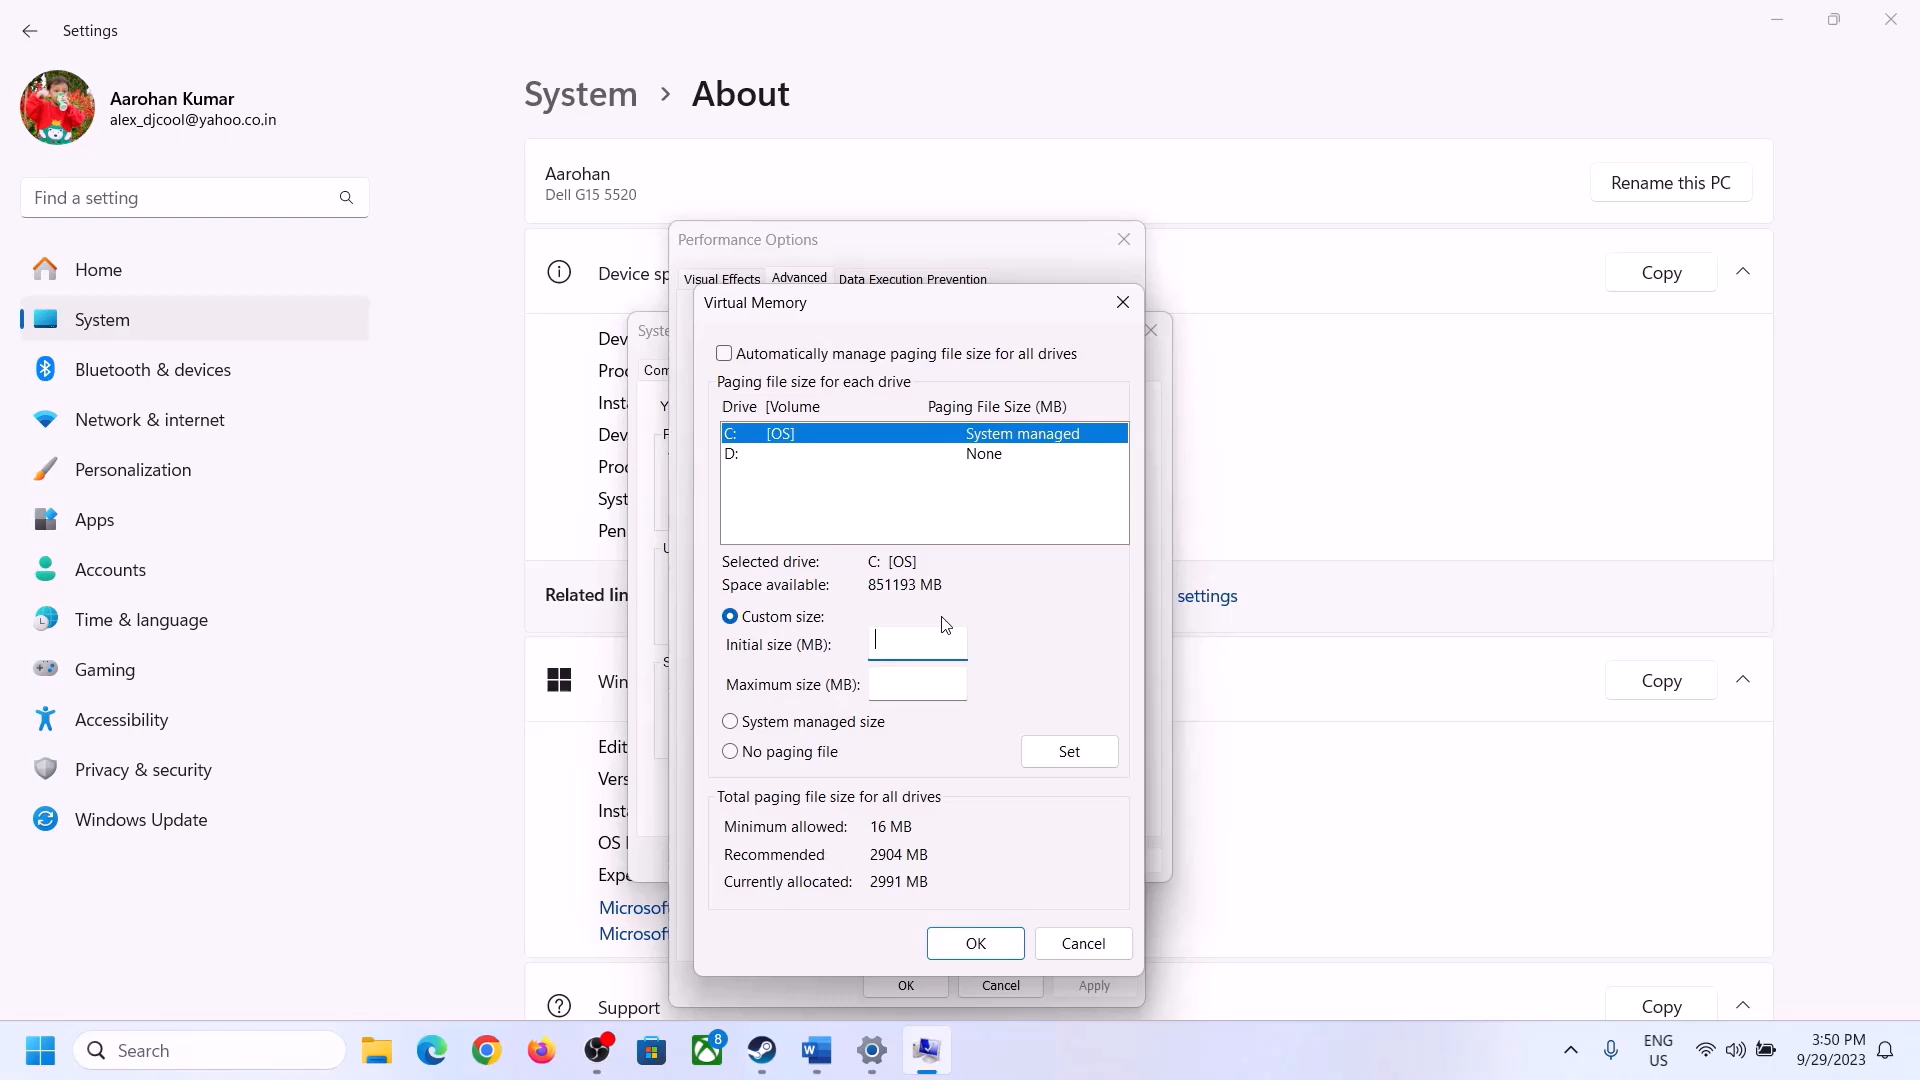 Settings
Aarohan Kumar
alex_djcool@yahoo.co.in
Find a setting
Home
System
Bluetooth & devices
Network & internet
Personalization
Apps
Accounts
Time & language
Gaming
Accessibility
Privacy & security
Windows Update
System > About
Aarohan
Dell G15 5520
Rename this PC
Device sp
Copy
Related lin
settings
Copy
Support
Copy
Performance Options
Visual Effects Advanced Data Execution Prevention
Virtual Memory
Automatically manage paging file size for all drives
Paging file size for each drive
Drive [Volume Paging File Size (MB)
C: [OS] System managed
D: None
Selected drive: C: [OS]
Space available: 851193 MB
Custom size:
Initial size (MB):
Maximum size (MB):
System managed size
No paging file
Set
Total paging file size for all drives
Minimum allowed: 16 MB
Recommended 2904 MB
Currently allocated: 2991 MB
OK Cancel
OK Cancel Apply
Search
8
ENG
US
3:50 PM
9/29/2023